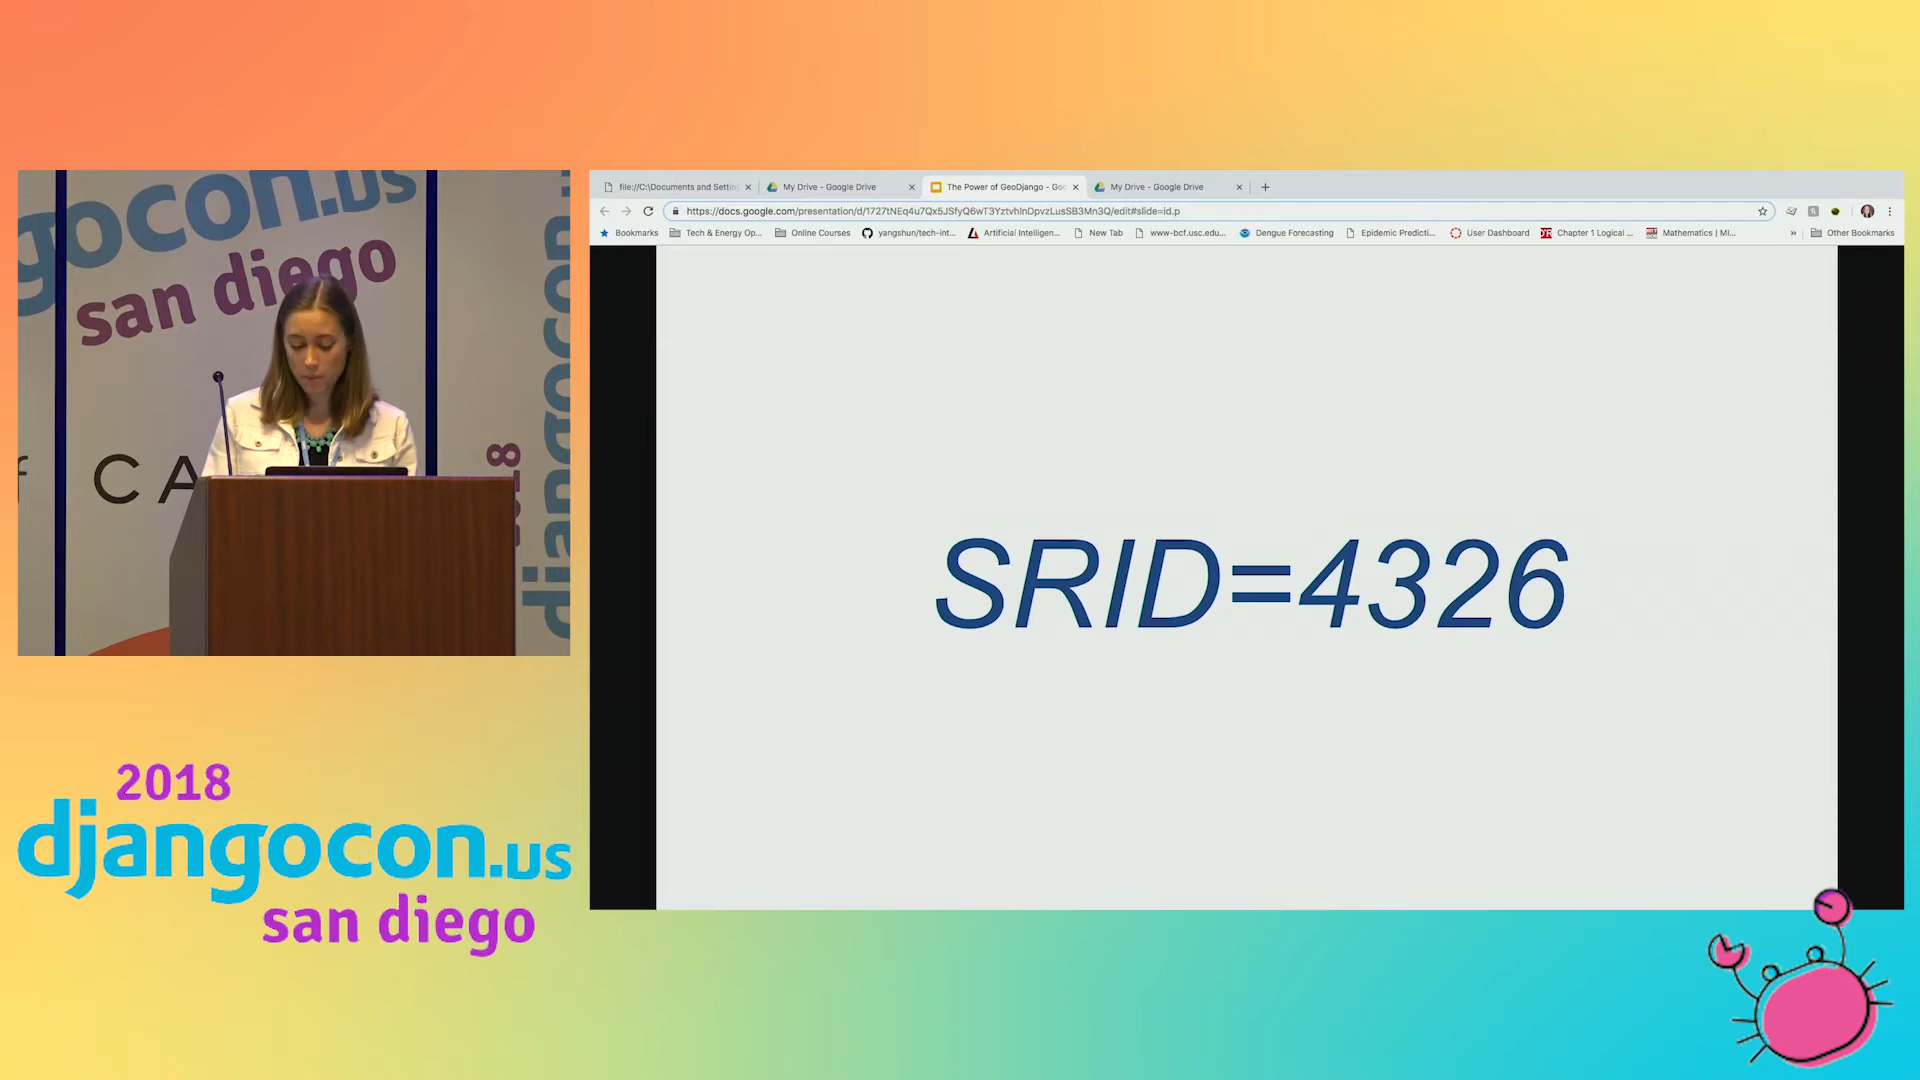 gocon.us
san diego
CA
djangocon
2018
file://C:\Documents and Settin
My Drive - Google Drive
The Power of GeoDjango - Goo
My Drive - Google Drive
https://docs.google.com/presentation/d/1727tNEq4u7Qx5JSfyQ6wT3YztvhInDpvzLusSB3Mn3Q/edit#slide=id.p
Bookmarks
Tech & Energy Op...
Online Courses
yangshun/tech-int...
Artificial Intelligen...
New Tab
www-bcf.usc.edu...
Dengue Forecasting
Epidemic Predicti...
User Dashboard
Chapter 1 Logical ...
Mathematics | MI...
»
Other Bookmarks
SRID=4326
2018
djangocon.us
san diego